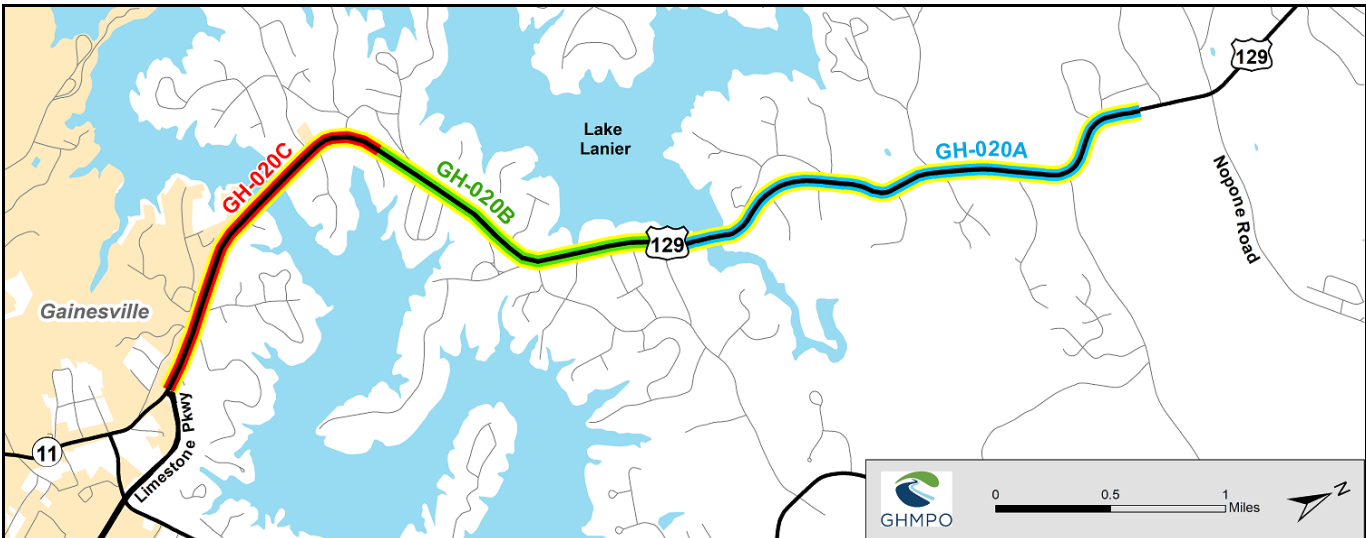 129
Lake
Lanier
GH-020C
GH-020B
GH-020A
Nopone Road
129
Gainesville
Limestone Pkwy
11
GHMPO
0 0.5 1
Miles
N